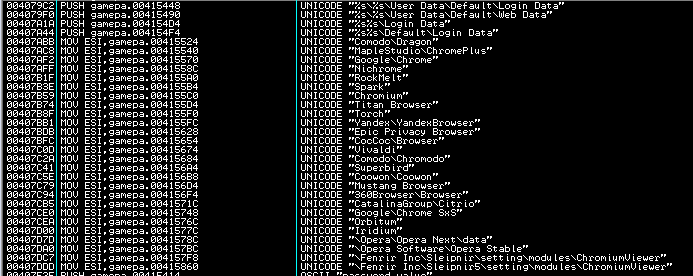 004079C2 PUSH gamepa.00415448 UNICODE "%s\%s\User Data\Default\Login Data"
004079F0 PUSH gamepa.00415490 UNICODE "%s\%s\User Data\Default\Web Data"
00407A1A PUSH gamepa.004154D4 UNICODE "%s%s\Login Data"
00407A44 PUSH gamepa.004154F4 UNICODE "%s%s\Default\Login Data"
00407ABB MOV ESI,gamepa.00415524 UNICODE "Comodo\Dragon"
00407AC8 MOV ESI,gamepa.00415540 UNICODE "MapleStudio\ChromePlus"
00407AF2 MOV ESI,gamepa.00415570 UNICODE "Google\Chrome"
00407AFF MOV ESI,gamepa.0041558C UNICODE "Nichrome"
00407B1F MOV ESI,gamepa.004155A0 UNICODE "RockMelt"
00407B3E MOV ESI,gamepa.004155B4 UNICODE "Spark"
00407B59 MOV ESI,gamepa.004155C0 UNICODE "Chromium"
00407B74 MOV ESI,gamepa.004155D4 UNICODE "Titan Browser"
00407B8F MOV ESI,gamepa.004155F0 UNICODE "Torch"
00407BB1 MOV ESI,gamepa.004155FC UNICODE "Yandex\YandexBrowser"
00407BDB MOV ESI,gamepa.00415628 UNICODE "Epic Privacy Browser"
00407BFC MOV ESI,gamepa.00415654 UNICODE "CocCoc\Browser"
00407C0D MOV ESI,gamepa.00415674 UNICODE "Vivaldi"
00407C2A MOV ESI,gamepa.00415684 UNICODE "Comodo\Chromodo"
00407C41 MOV ESI,gamepa.004156A4 UNICODE "Superbird"
00407C5E MOV ESI,gamepa.004156B8 UNICODE "Coowon\Coowon"
00407C79 MOV ESI,gamepa.004156D4 UNICODE "Mustang Browser"
00407C94 MOV ESI,gamepa.004156F4 UNICODE "360Browser\Browser"
00407CB5 MOV ESI,gamepa.0041571C UNICODE "CatalinaGroup\Citrio"
00407CE0 MOV ESI,gamepa.00415748 UNICODE "Google\Chrome SxS"
00407CEA MOV ESI,gamepa.0041576C UNICODE "Orbitum"
00407D00 MOV ESI,gamepa.0041577C UNICODE "Iridium"
00407D7D MOV ESI,gamepa.0041578C UNICODE "\Opera\Opera Next\data"
00407DA0 MOV ESI,gamepa.004157BC UNICODE "\Opera Software\Opera Stable"
00407DC7 MOV ESI,gamepa.004157F8 UNICODE "\Fenrir Inc\Sleipnir\setting\modules\ChromiumViewer"
00407DDD MOV ESI,gamepa.00415860 UNICODE "\Fenrir Inc\Sleipnir5\setting\modules\ChromiumViewer"